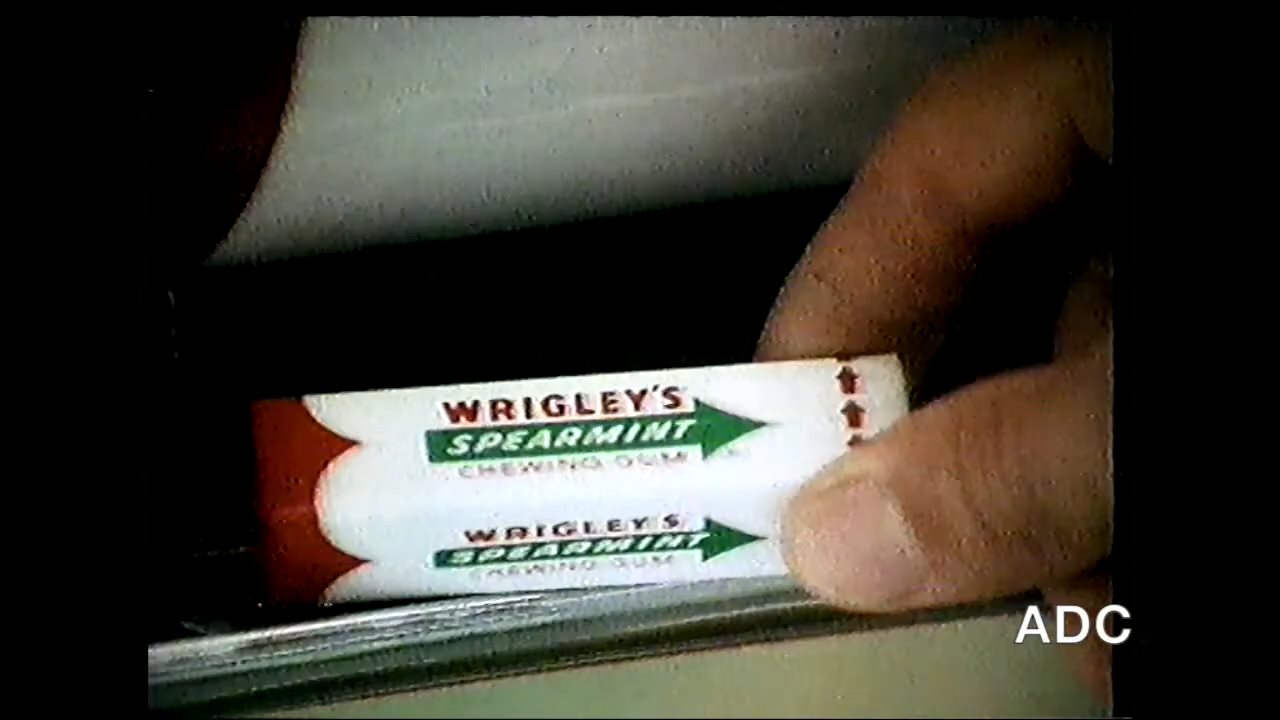 WRIGLEY'S
SPEARMINT
CHEWING GUM
WRIGLEY'S
SPEARMINT
CHEWING GUM
ADC